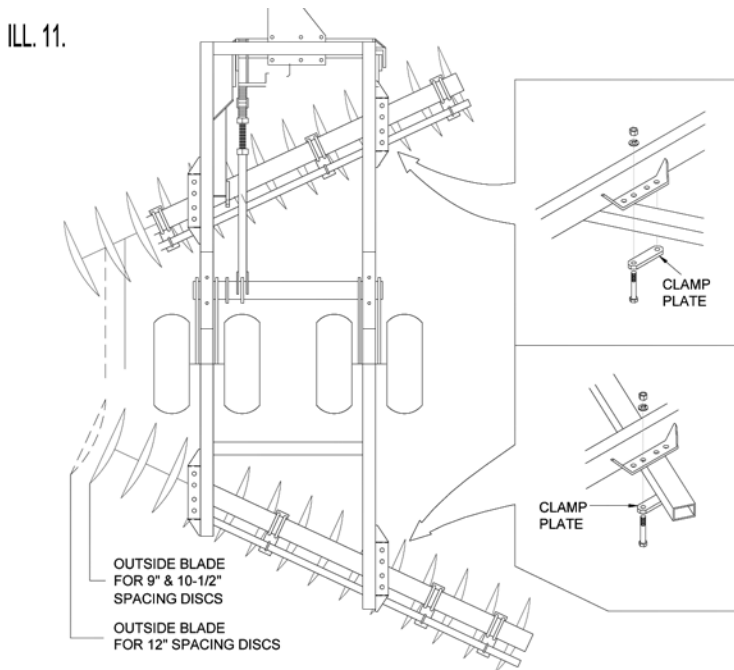 ILL. 11.
CLAMP
PLATE
CLAMP
PLATE
OUTSIDE BLADE
FOR 9" & 10-1/2"
SPACING DISCS
OUTSIDE BLADE
FOR 12" SPACING DISCS